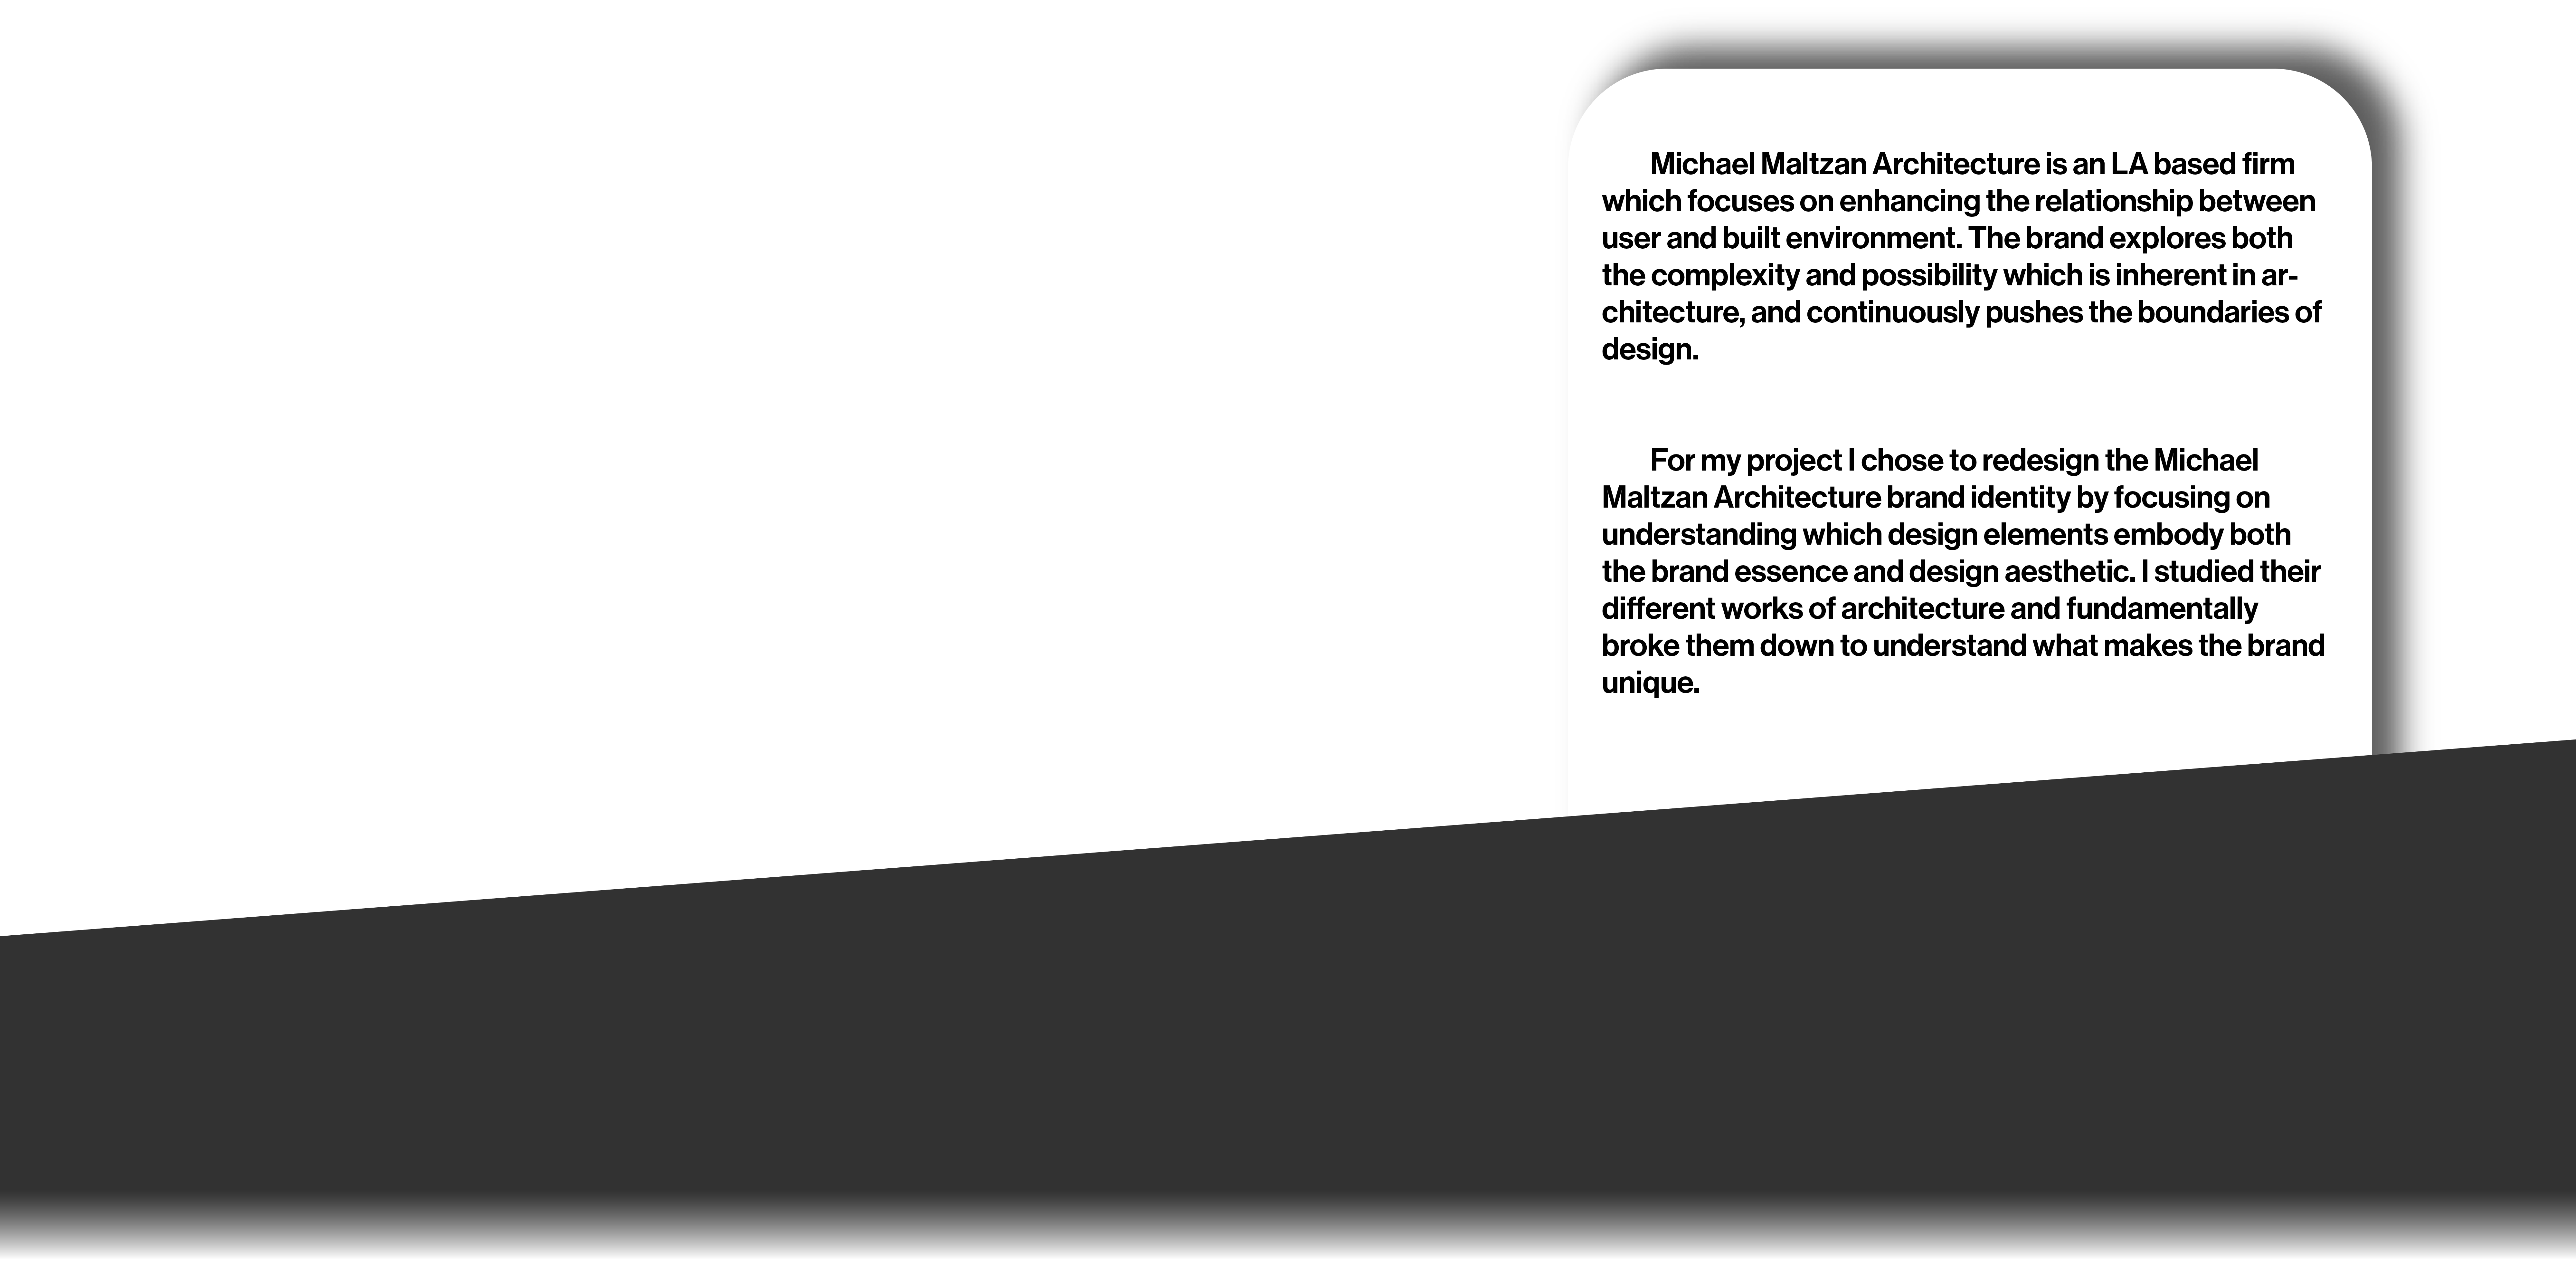 Michael Maltzan Architecture is an LA based firm
which focuses on enhancing the relationship between
user and built environment. The brand explores both
the complexity and possibility which is inherent in ar-
chitecture, and continuously pushes the boundaries of
design.
For my project I chose to redesign the Michael
Maltzan Architecture brand identity by focusing on
understanding which design elements embody both
the brand essence and design aesthetic. I studied their
different works of architecture and fundamentally
broke them down to understand what makes the brand
unique.